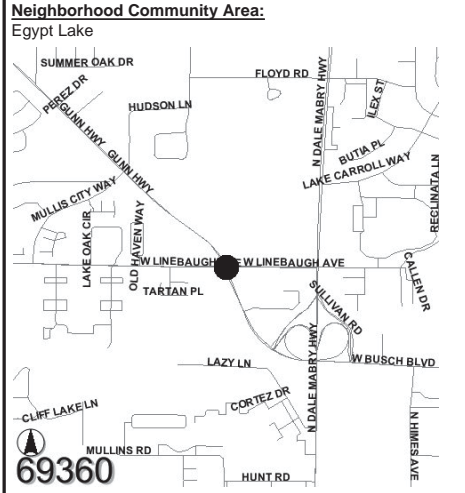 Neighborhood Community Area:
Egypt Lake
SUMMER OAK DR
FLOYD RD
PEREZ DR
HUDSON LN
GUNN HWY
GUNN HWY
N DALE MABRY HWY
ILEX ST
BUTIA PL
LAKE CARROLL WAY
RECLINATA LN
MULLIS CITY WAY
LAKE OAK CIR
OLD HAVEN WAY
W LINEBAUGH AVE
W LINEBAUGH AVE
TARTAN PL
CALLEN DR
SULLIVAN RD
N DALE MABRY HWY
W BUSCH BLVD
LAZY LN
CORTEZ DR
CLIFF LAKE LN
N HIMES AVE
MULLINS RD
HUNT RD
69360